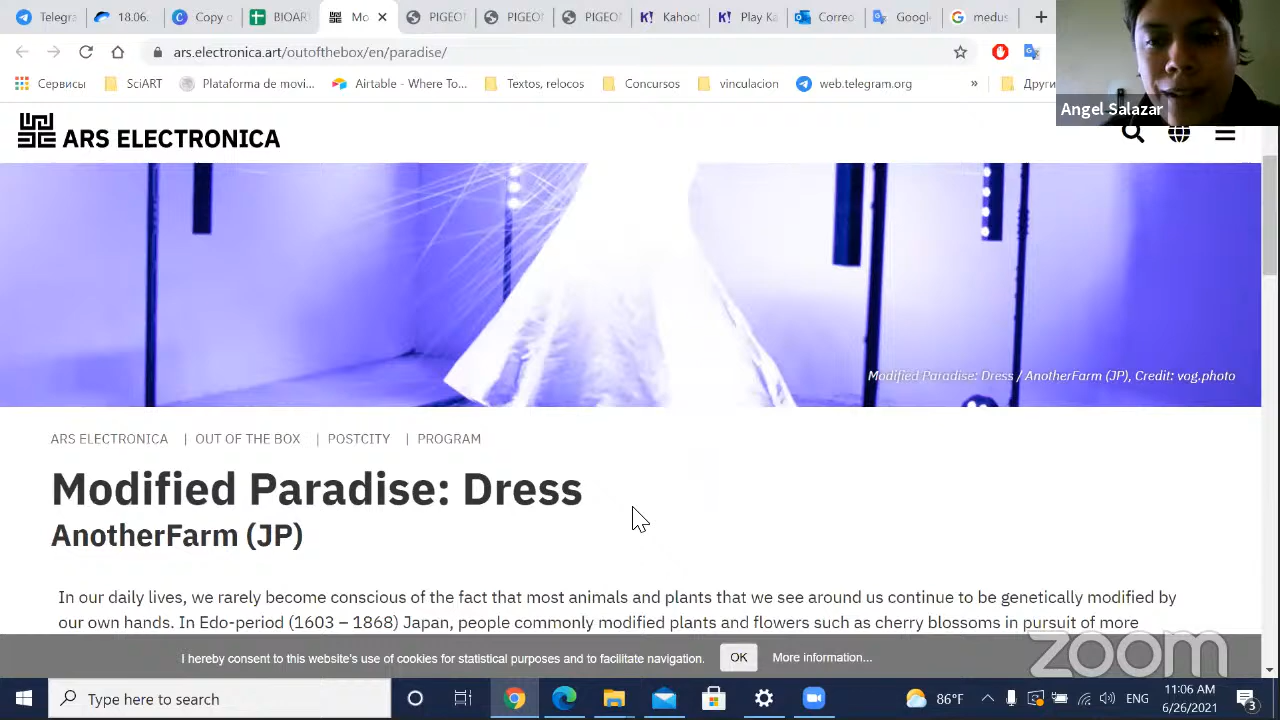 Telegra
18.06.
Copy o
BIOAR
Mo
PIGEO
PIGEO
PIGEO
Kahoo
Play Ka
Correo
Google
medus
ars.electronica.art/outofthebox/en/paradise/
Сервисы
SciART
Plataforma de movi...
Airtable - Where To...
Textos, relocos
Concursos
vinculacion
web.telegram.org
»
Други
Angel Salazar
ARS ELECTRONICA
Modified Paradise: Dress / AnotherFarm (JP), Credit: vog.photo
ARS ELECTRONICA | OUT OF THE BOX | POSTCITY | PROGRAM
Modified Paradise: Dress
AnotherFarm (JP)
In our daily lives, we rarely become conscious of the fact that most animals and plants that we see around us continue to be genetically modified by
our own hands. In Edo-period (1603 – 1868) Japan, people commonly modified plants and flowers such as cherry blossoms in pursuit of more
I hereby consent to this website's use of cookies for statistical purposes and to facilitate navigation.
OK
More information...
zoom
Type here to search
86°F
ENG
11:06 AM
6/26/2021
3